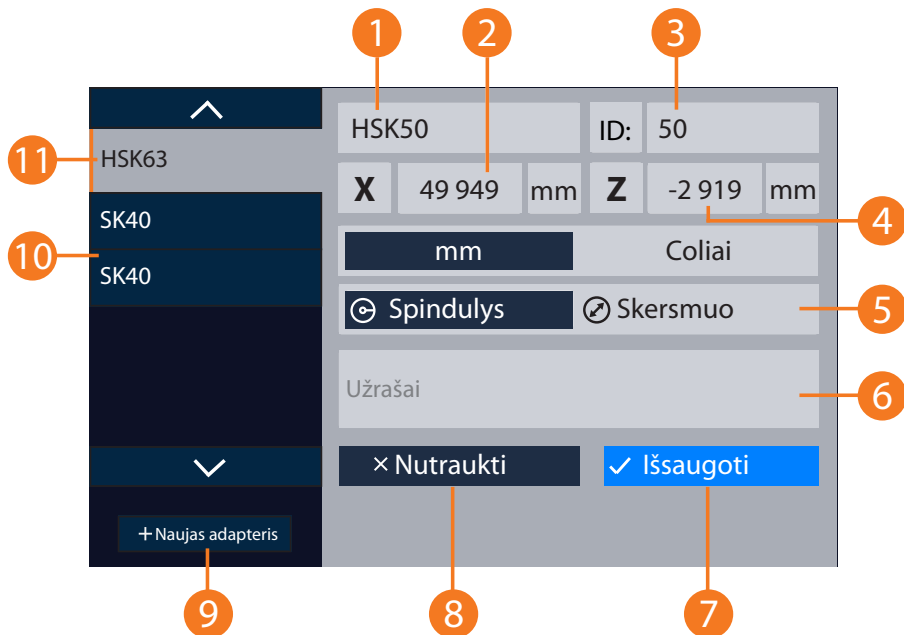 1 2 3
HSK50 ID: 50
11 HSK63
X 49 949 mm Z -2 919 mm
4
SK40
mm Coliai
10
SK40
Spindulys Skersmuo 5
Užrašai 6
×Nutraukti ✓ Išsaugoti
+Naujas adapteris
9 8 7